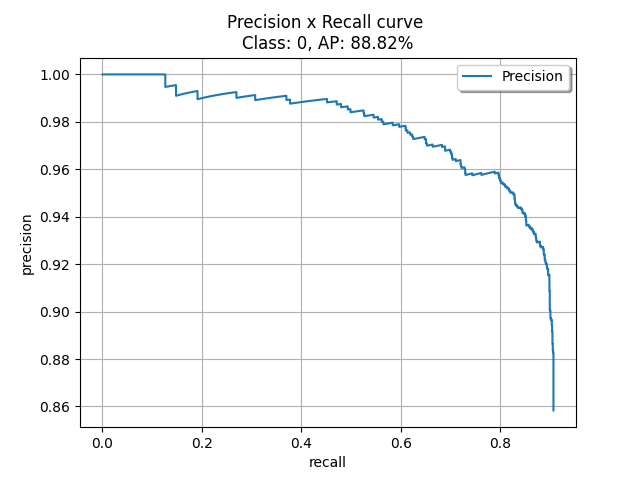 Precision x Recall curve
Class: 0, AP: 88.82%
Precision
1.00
0.98
0.96
0.94
0.92
0.90
0.88
0.86
precision
0.0 0.2 0.4 0.6 0.8
recall